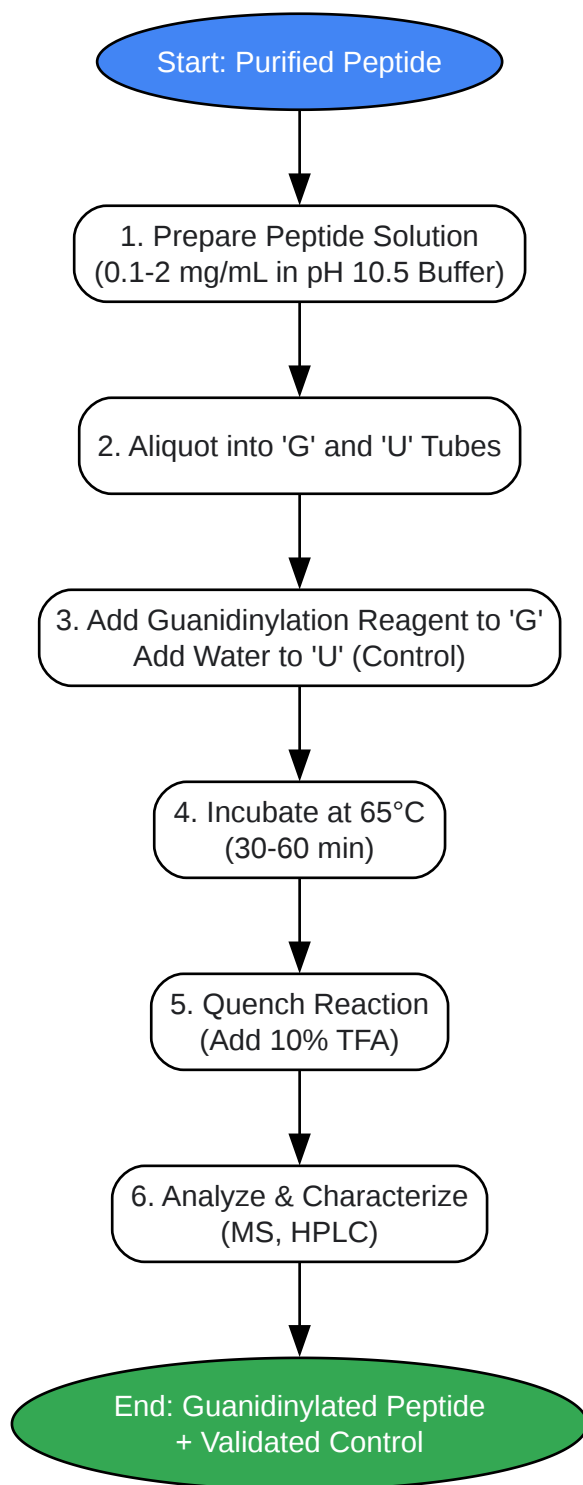 Start: Purified Peptide
1. Prepare Peptide Solution
(0.1-2 mg/mL in pH 10.5 Buffer)
2. Aliquot into 'G' and 'U' Tubes
3. Add Guanidinylation Reagent to 'G'
Add Water to 'U' (Control)
4. Incubate at 65°C
(30-60 min)
5. Quench Reaction
(Add 10% TFA)
6. Analyze & Characterize
(MS, HPLC)
End: Guanidinylated Peptide
+ Validated Control